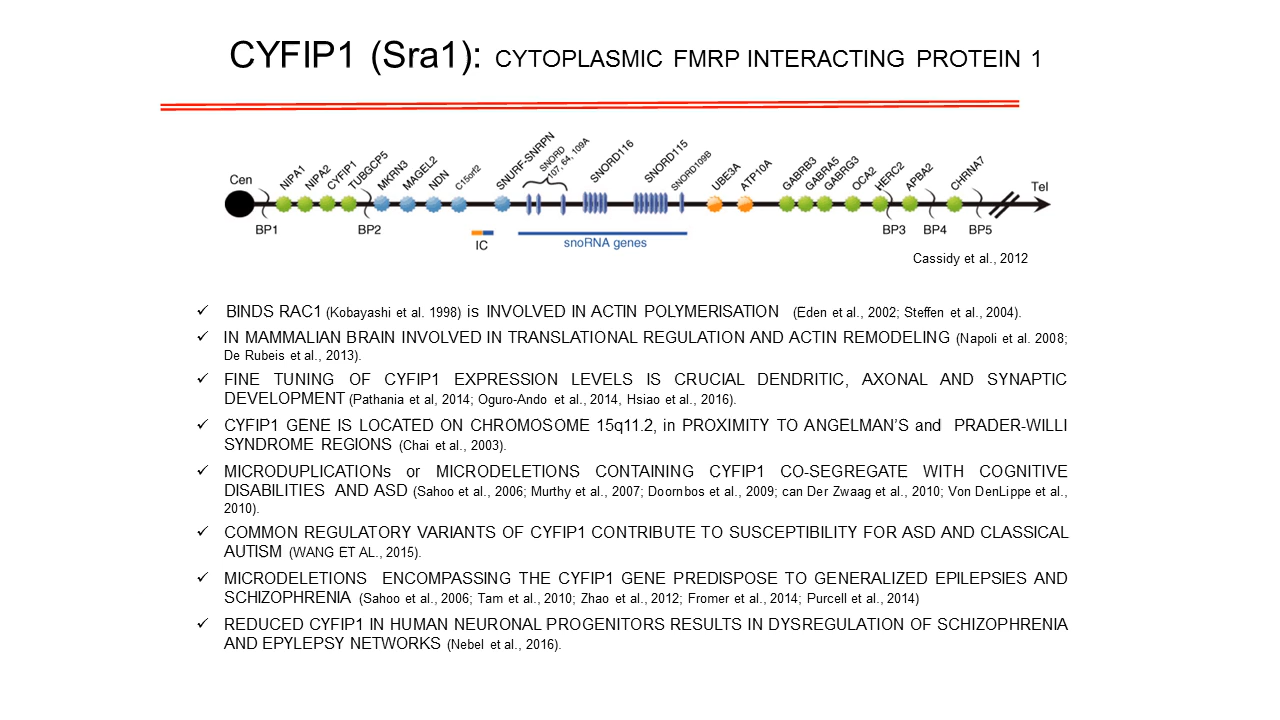 CYFIP1 (Sra1): CYTOPLASMIC FMRP INTERACTING PROTEIN 1
Cen
NIPA1
NIPA2
CYFIP1
TUBGCP5
MKRN3
MAGEL2
NDN
C15orf2
SNURF-SNRPN
SNORD
107, 64, 109A
SNORD116
SNORD115
SNORD109B
UBE3A
ATP10A
GABRB3
GABRA5
GABRG3
OCA2
HERC2
APBA2
CHRNA7
Tel
BP1
BP2
BP3
BP4
BP5
IC
snoRNA genes
Cassidy et al., 2012
✓ BINDS RAC1 (Kobayashi et al. 1998) is INVOLVED IN ACTIN POLYMERISATION (Eden et al., 2002; Steffen et al., 2004).
✓ IN MAMMALIAN BRAIN INVOLVED IN TRANSLATIONAL REGULATION AND ACTIN REMODELING (Napoli et al. 2008;
De Rubeis et al., 2013).
✓ FINE TUNING OF CYFIP1 EXPRESSION LEVELS IS CRUCIAL DENDRITIC, AXONAL AND SYNAPTIC
DEVELOPMENT (Pathania et al, 2014; Oguro-Ando et al., 2014, Hsiao et al., 2016).
✓ CYFIP1 GENE IS LOCATED ON CHROMOSOME 15q11.2, in PROXIMITY TO ANGELMAN'S and PRADER-WILLI
SYNDROME REGIONS (Chai et al., 2003).
✓ MICRODUPLICATIONs or MICRODELETIONS CONTAINING CYFIP1 CO-SEGREGATE WITH COGNITIVE
DISABILITIES AND ASD (Sahoo et al., 2006; Murthy et al., 2007; Doornbos et al., 2009; can Der Zwaag et al., 2010; Von DenLippe et al.,
2010).
✓ COMMON REGULATORY VARIANTS OF CYFIP1 CONTRIBUTE TO SUSCEPTIBILITY FOR ASD AND CLASSICAL
AUTISM (WANG ET AL., 2015).
✓ MICRODELETIONS ENCOMPASSING THE CYFIP1 GENE PREDISPOSE TO GENERALIZED EPILEPSIES AND
SCHIZOPHRENIA (Sahoo et al., 2006; Tam et al., 2010; Zhao et al., 2012; Fromer et al., 2014; Purcell et al., 2014)
✓ REDUCED CYFIP1 IN HUMAN NEURONAL PROGENITORS RESULTS IN DYSREGULATION OF SCHIZOPHRENIA
AND EPYLEPSY NETWORKS (Nebel et al., 2016).